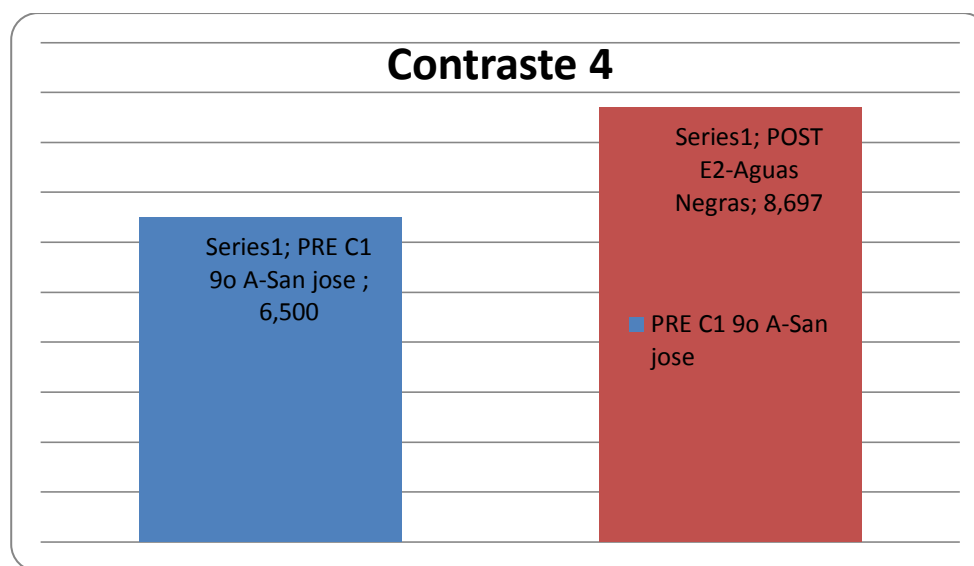 Contraste 4
Series1; PRE C1
9o A-San jose ;
6,500
Series1; POST
E2-Aguas
Negras; 8,697
PRE C1 9o A-San
jose